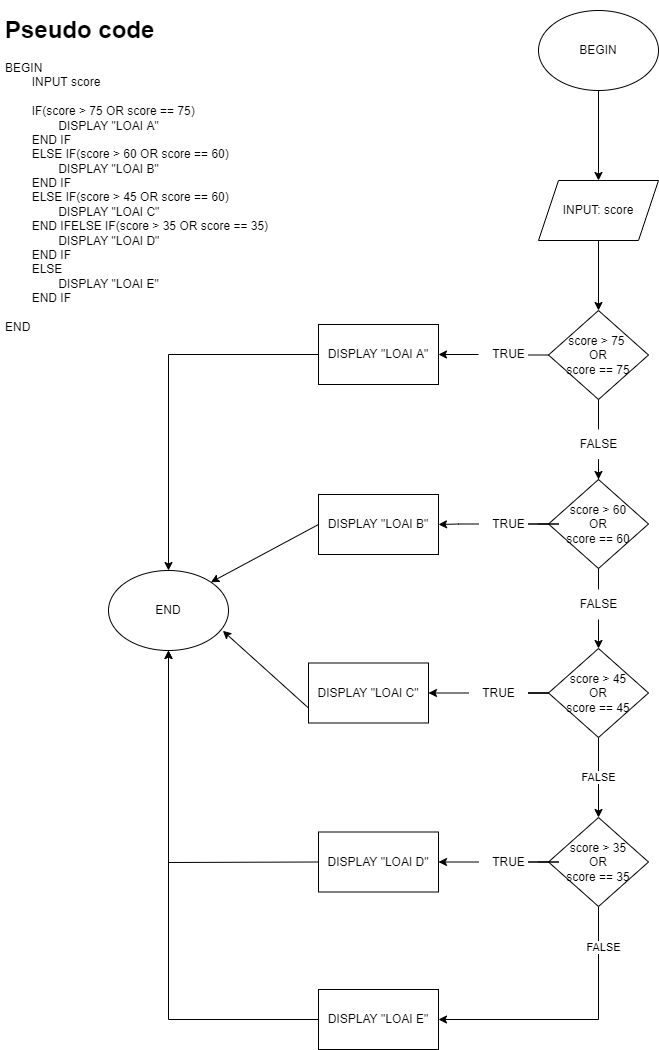 Pseudo code
BEGIN
INPUT score
IF(score > 75 OR score == 75)
DISPLAY "LOAI A"
END IF
ELSE IF(score > 60 OR score == 60)
DISPLAY "LOAI B"
END IF
ELSE IF(score > 45 OR score == 60)
DISPLAY "LOAI C"
END IFELSE IF(score > 35 OR score == 35)
DISPLAY "LOAI D"
END IF
ELSE
DISPLAY "LOAI E"
END IF
END
BEGIN
INPUT: score
score > 75
OR
score == 75
TRUE
DISPLAY "LOAI A"
FALSE
score > 60
OR
score == 60
TRUE
DISPLAY "LOAI B"
FALSE
END
score > 45
OR
score == 45
TRUE
DISPLAY "LOAI C"
FALSE
score > 35
OR
score == 35
TRUE
DISPLAY "LOAI D"
FALSE
DISPLAY "LOAI E"